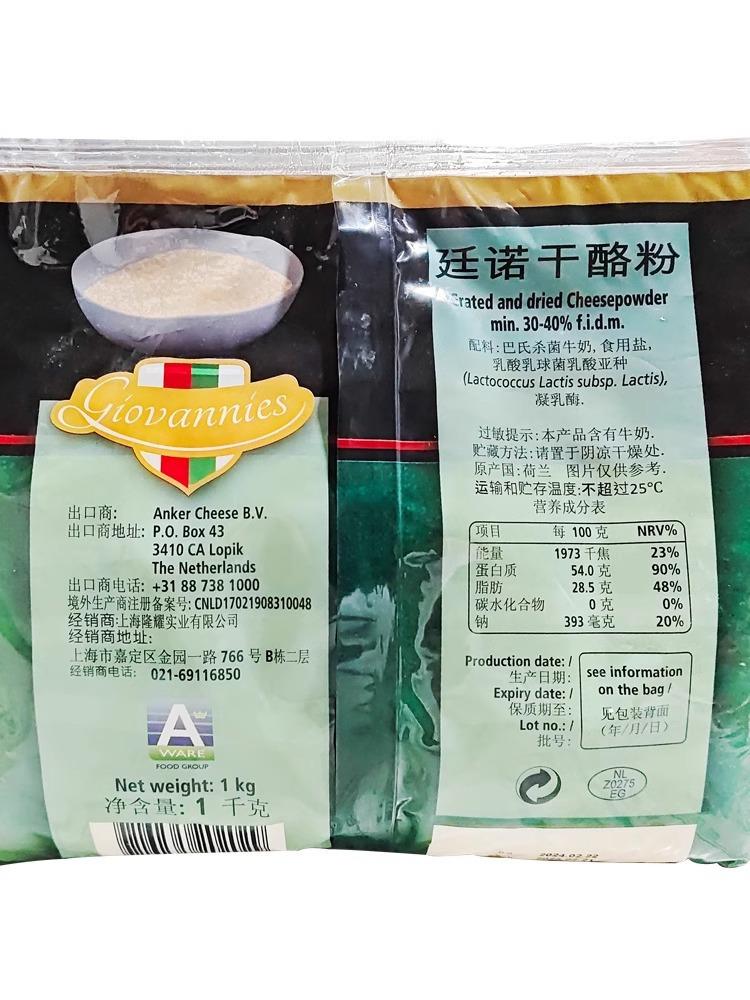 Giovannies
出口商: Anker Cheese B.V.
出口商地址: P.O. Box 43
3410 CA Lopik
The Netherlands
出口商电话: +31 88 738 1000
境外生产商注册备案号: CNLD17021908310048
经销商:上海隆耀实业有限公司
经销商地址:
上海市嘉定区金园一路 766 号 B栋二层
经销商电话: 021-69116850
A
WARE
FOOD GROUP
Net weight: 1 kg
净含量: 1 千克
廷诺干酪粉
Grated and dried Cheesepowder
min. 30-40% f.i.d.m.
配料:巴氏杀菌牛奶, 食用盐,
乳酸乳球菌乳酸亚种
(Lactococcus Lactis subsp. Lactis),
凝乳酶.
过敏提示:本产品含有牛奶.
贮藏方法:请置于阴凉干燥处.
原产国:荷兰 图片仅供参考.
运输和贮存温度:不超过25°C
营养成分表
项目 每 100 克 NRV%
能量 1973 千焦 23%
蛋白质 54.0 克 90%
脂肪 28.5 克 48%
碳水化合物 0 克 0%
钠 393 毫克 20%
Production date: /
生产日期:
Expiry date: /
保质期至:
Lot no.: /
批号:
see information
on the bag /
见包装背面
(年/月/日)
NL
Z0275
EG
2024.02.22